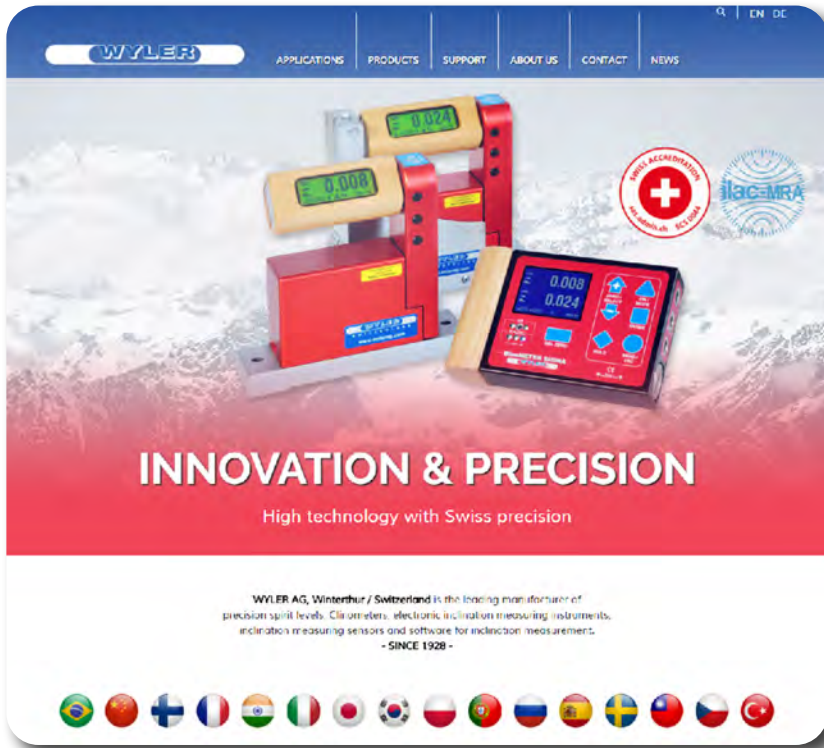 EN DE
WYLER
APPLICATIONS PRODUCTS SUPPORT ABOUT US CONTACT NEWS
0.024
0.008
WYLER
SWISS ACCREDITATION
ilac-MRA
0.008
0.024
WYLER
INNOVATION & PRECISION
High technology with Swiss precision
WYLER AG, Winterthur / Switzerland is the leading manufacturer of
precision spirit levels, Clinometers, electronic inclination measuring instruments,
inclination measuring sensors and software for inclination measurement.
- SINCE 1928 -